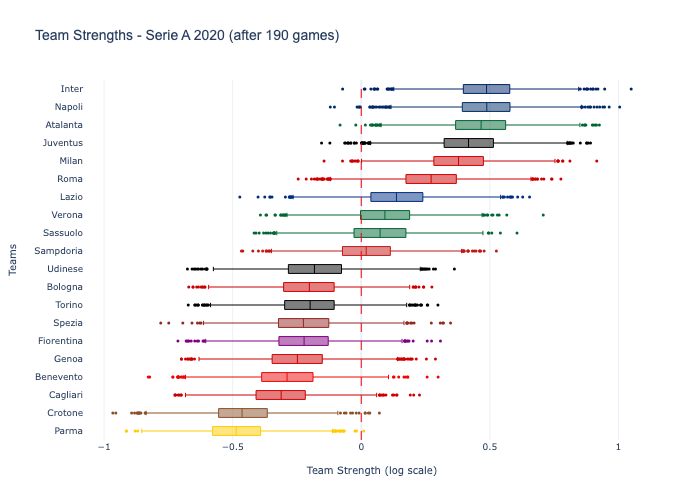 Team Strengths - Serie A 2020 (after 190 games)
Inter
Napoli
Atalanta
Juventus
Milan
Roma
Lazio
Verona
Sassuolo
Sampdoria
Udinese
Bologna
Torino
Spezia
Fiorentina
Genoa
Benevento
Cagliari
Crotone
Parma
Teams
−1 −0.5 0 0.5 1
Team Strength (log scale)